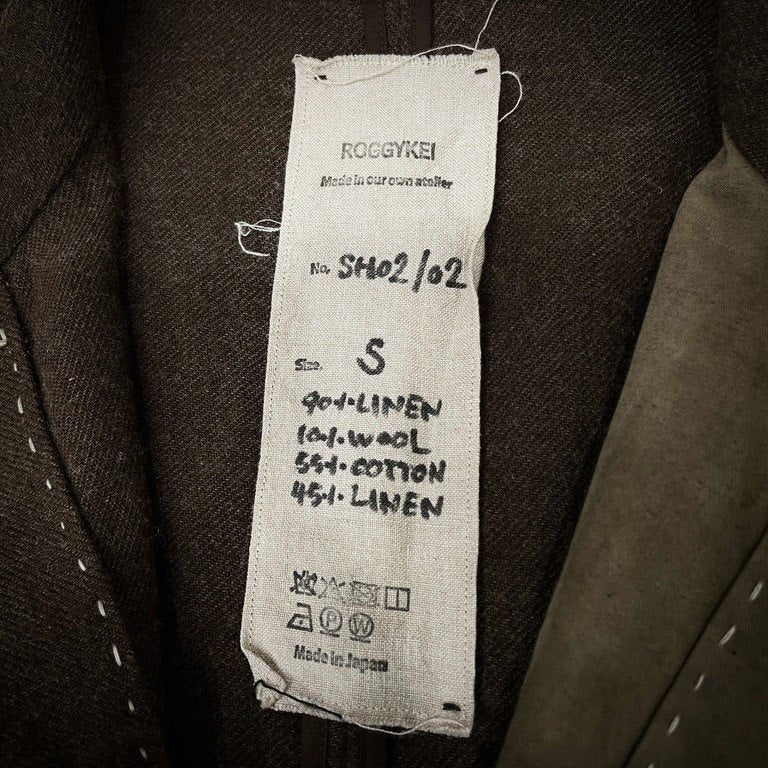 ROGGYKEI
Made in our own atelier
No. SH02/02
Size. S
90% LINEN
10% WOOL
55% COTTON
45% LINEN
P W
Made in Japan